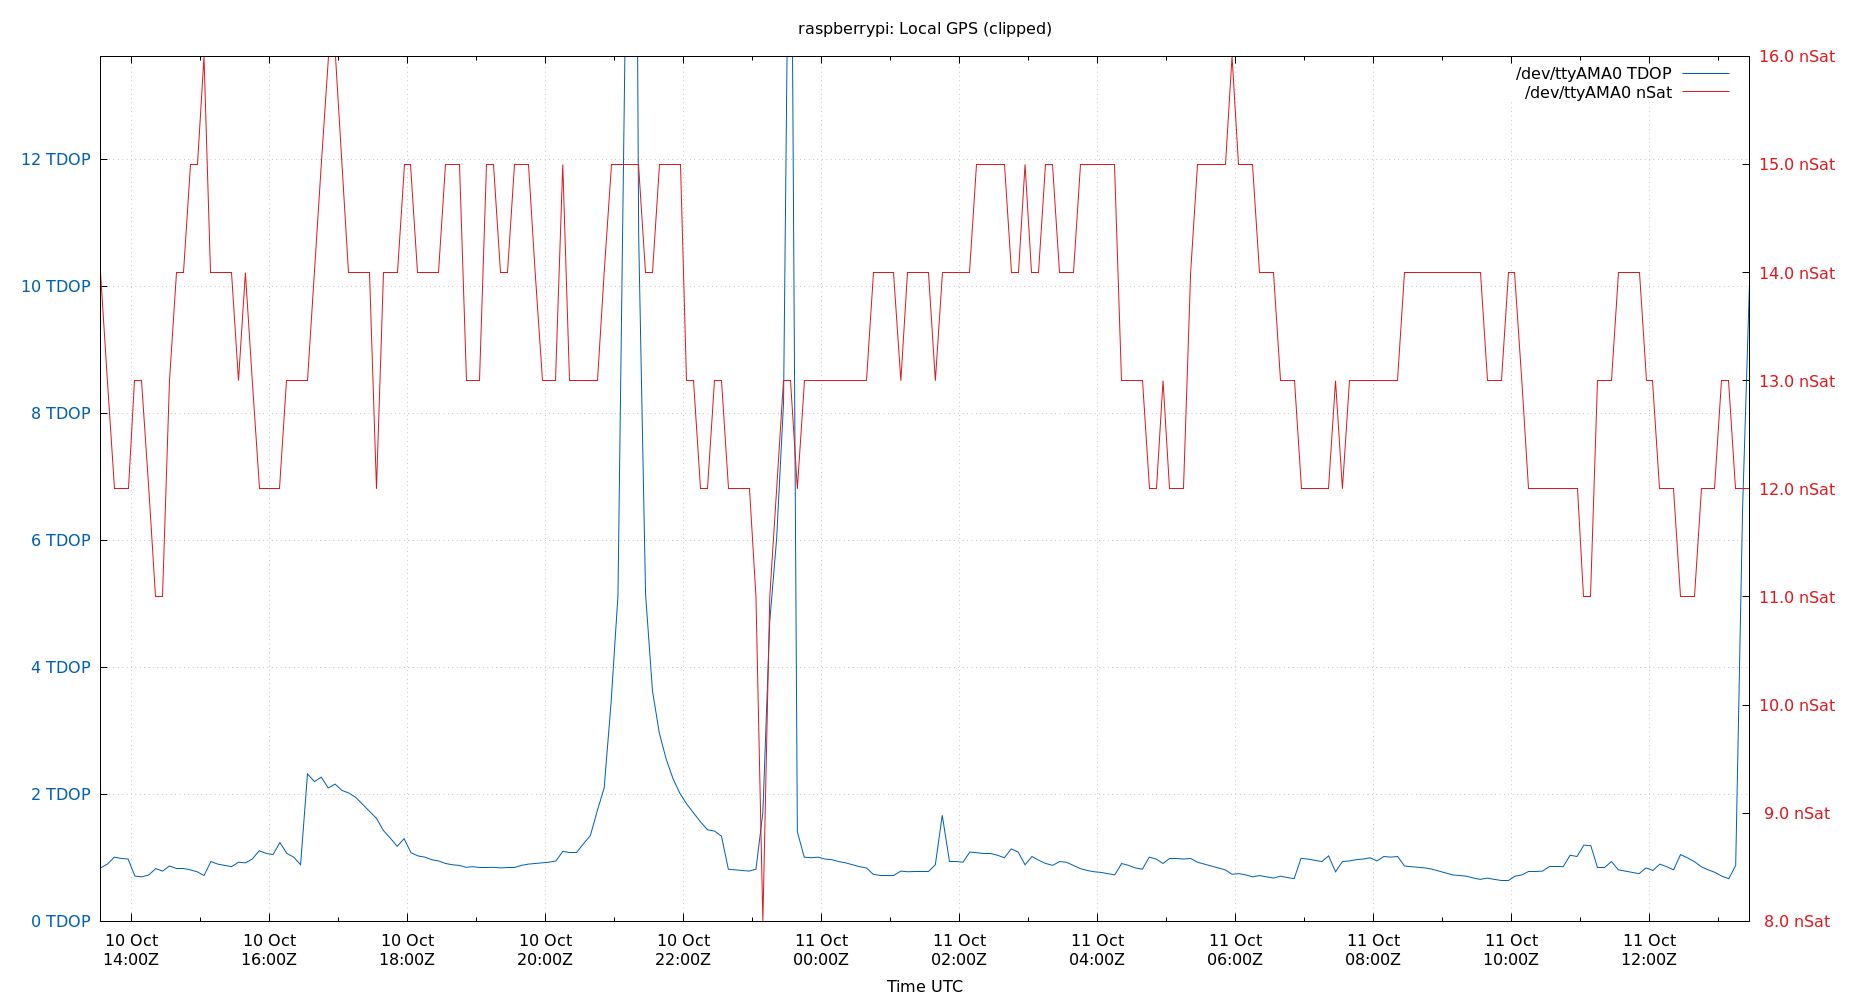 raspberrypi: Local GPS (clipped)
/dev/ttyAMA0 TDOP
/dev/ttyAMA0 nSat
12 TDOP
10 TDOP
8 TDOP
6 TDOP
4 TDOP
2 TDOP
0 TDOP
16.0 nSat
15.0 nSat
14.0 nSat
13.0 nSat
12.0 nSat
11.0 nSat
10.0 nSat
9.0 nSat
8.0 nSat
10 Oct 10 Oct 10 Oct 10 Oct 10 Oct 11 Oct 11 Oct 11 Oct 11 Oct 11 Oct 11 Oct 11 Oct
14:00Z 16:00Z 18:00Z 20:00Z 22:00Z 00:00Z 02:00Z 04:00Z 06:00Z 08:00Z 10:00Z 12:00Z
Time UTC